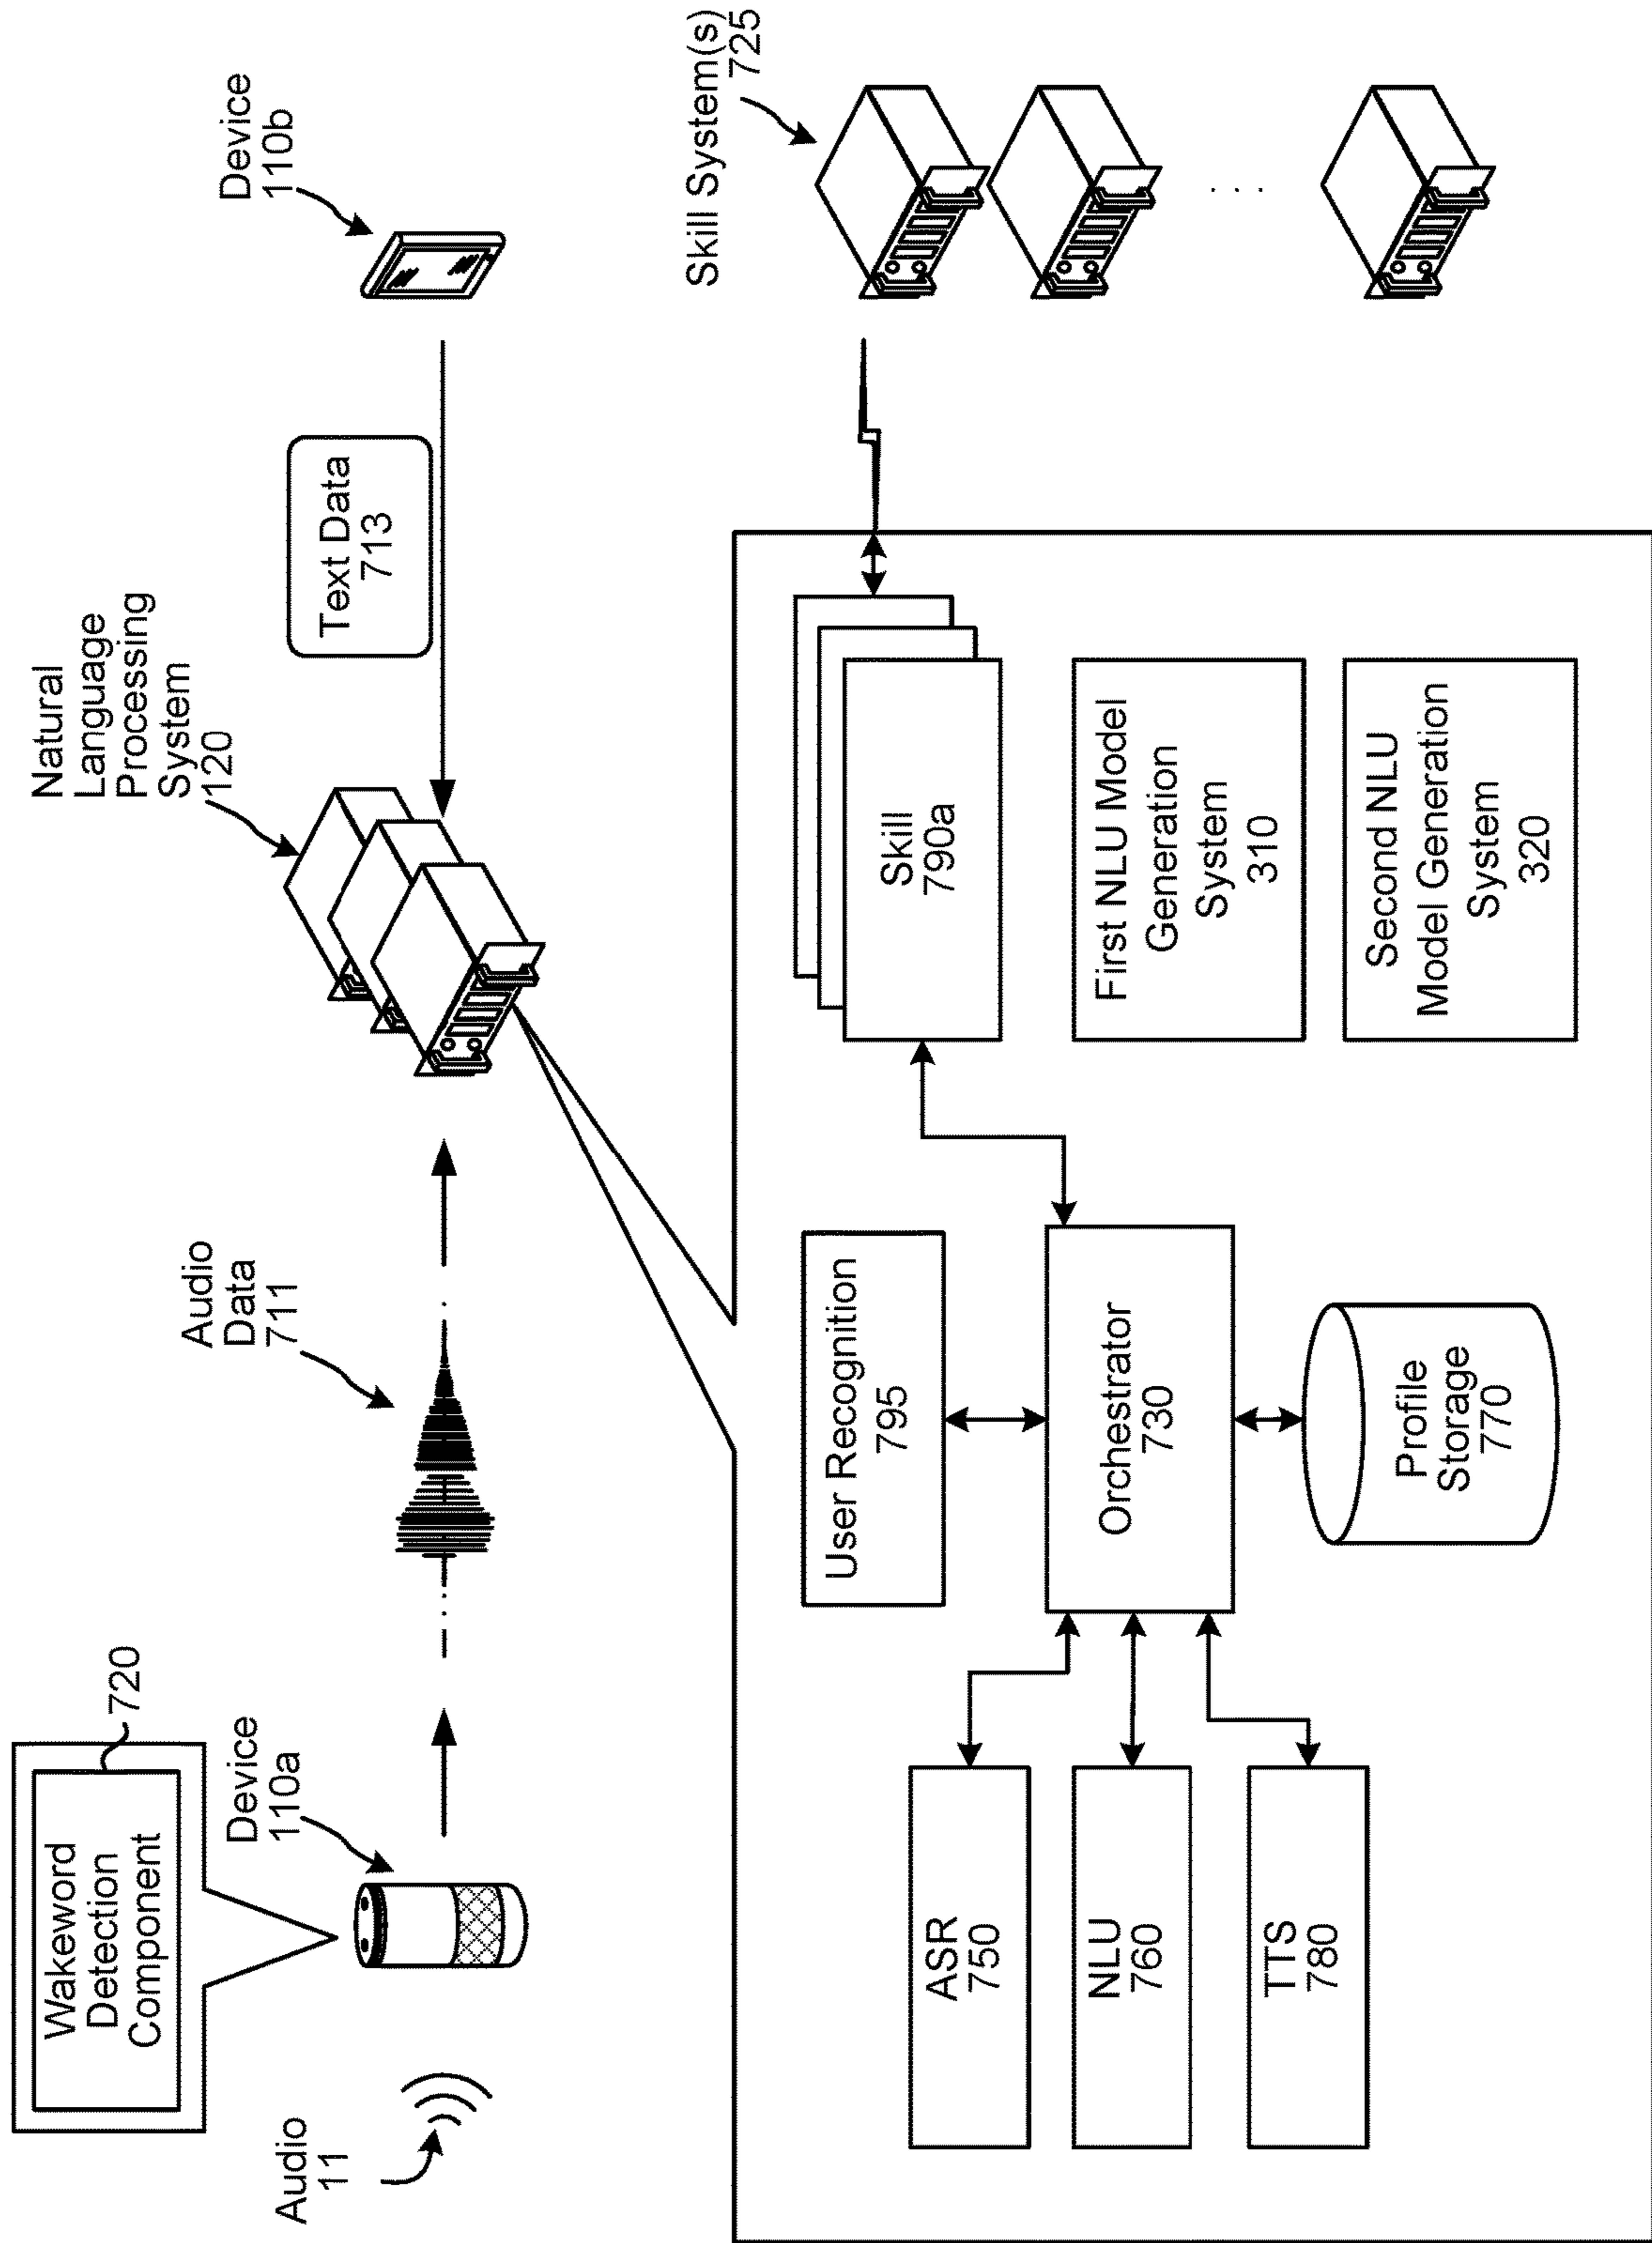 Wakeword
Detection
Component
720
Audio
11
Device
110a
Audio
Data
711
Natural
Language
Processing
System
120
Text Data
713
Device
110b
Skill System(s)
725
. . .
ASR
750
NLU
760
TTS
780
User Recognition
795
Orchestrator
730
Profile
Storage
770
Skill
790a
First NLU Model
Generation
System
310
Second NLU
Model Generation
System
320